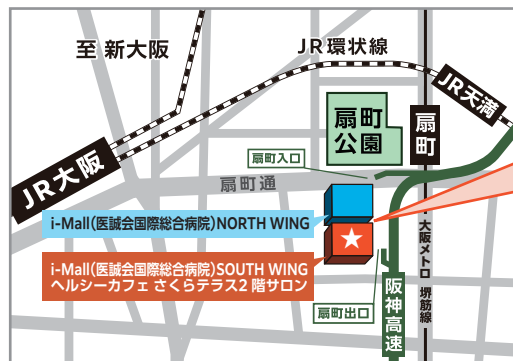 至 新大阪
JR環状線
JR天満
JR大阪
扇町
公園
扇町
扇町入口
扇町通
i-Mall(医誠会国際総合病院)NORTH WING
i-Mall(医誠会国際総合病院)SOUTH WING
ヘルシーカフェ さくらテラス2 階サロン
大阪メトロ 堺筋線
扇町出口
阪神高速